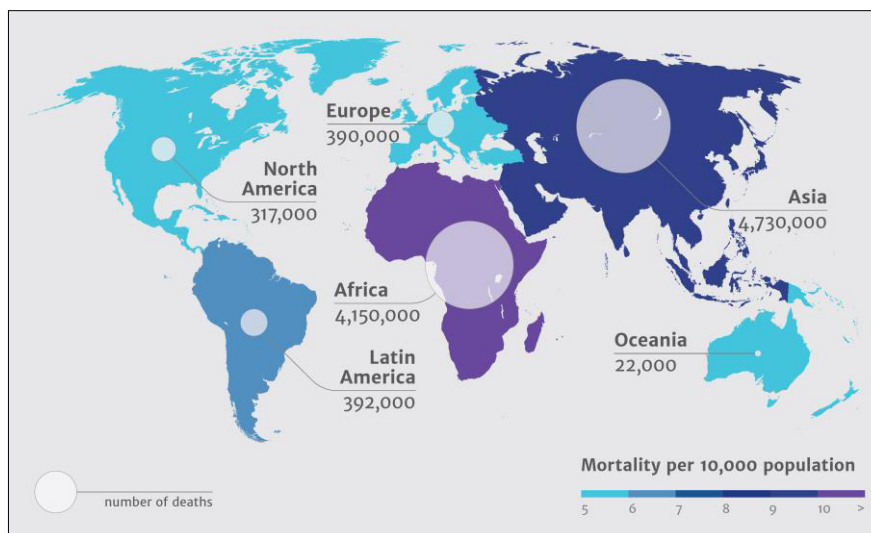 Europe
390,000
North
America
317,000
Asia
4,730,000
Africa
4,150,000
Latin
America
392,000
Oceania
22,000
Mortality per 10,000 population
5 6 7 8 9 10 >
number of deaths